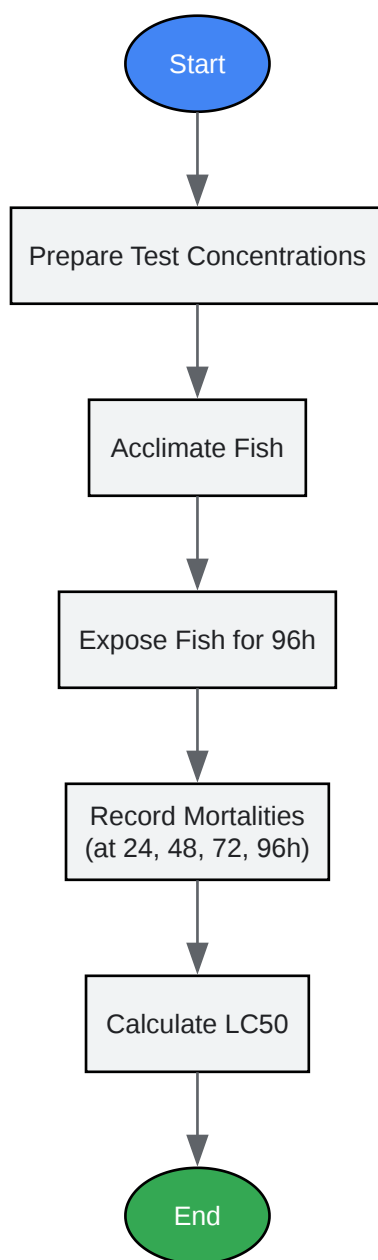 Start
Prepare Test Concentrations
Acclimate Fish
Expose Fish for 96h
Record Mortalities
(at 24, 48, 72, 96h)
Calculate LC50
End